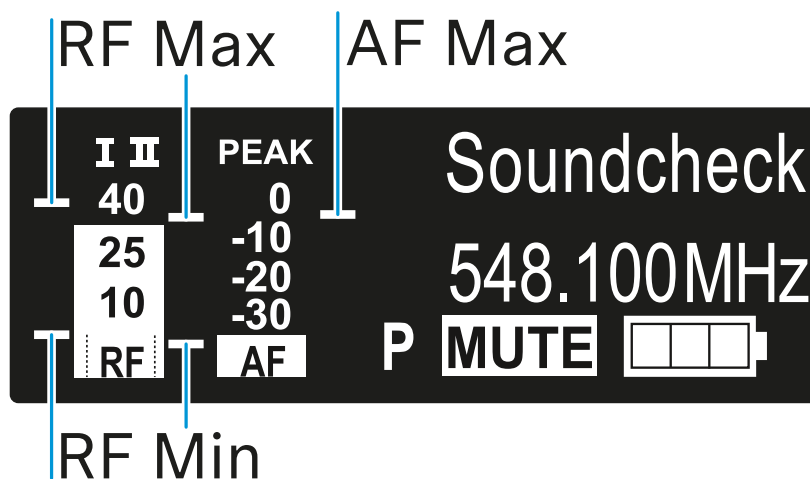 RF Max
AF Max
I II
PEAK
Soundcheck
40
0
25
-10
10
-20
-30
548.100MHz
RF
AF
P
MUTE
RF Min